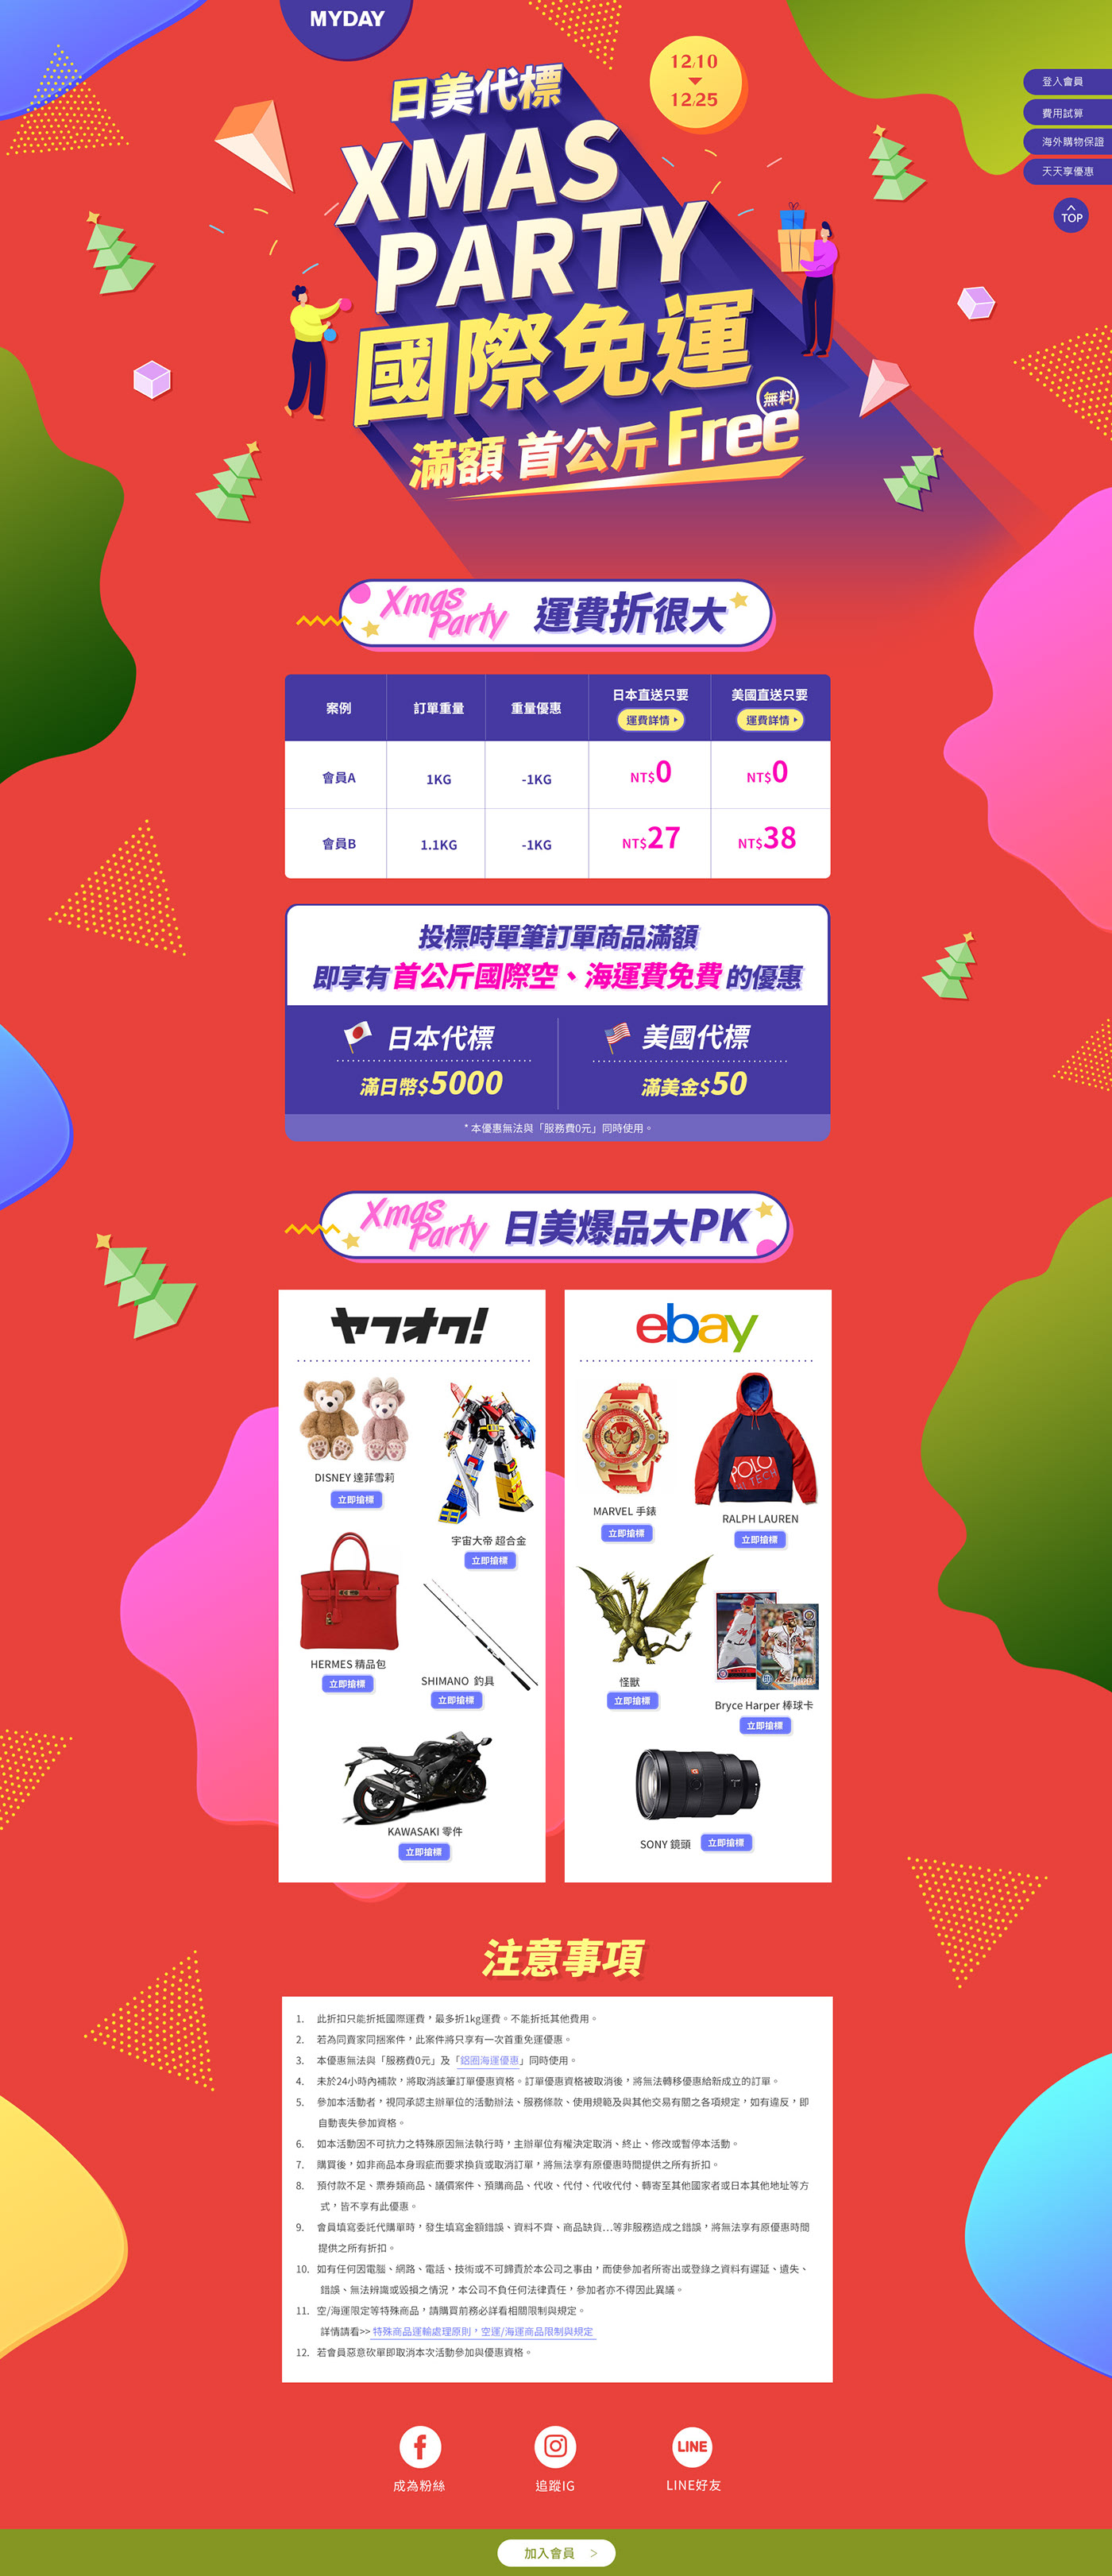 MYDAY
12/10
12/25
登入會員
費用試算
海外購物保證
天天享優惠
TOP
日美代標
XMAS
PARTY
國際免運
滿額 首公斤 Free
無料
Xmas Party 運費折很大
案例 訂單重量 重量優惠 日本直送只要 美國直送只要
運費詳情 運費詳情
會員A 1KG -1KG NT$0 NT$0
會員B 1.1KG -1KG NT$27 NT$38
投標時單筆訂單商品滿額
即享有首公斤國際空、海運費免費的優惠
日本代標
滿日幣$5000
美國代標
滿美金$50
* 本優惠無法與「服務費0元」同時使用。
Xmas Party 日美爆品大PK
ヤフオク!
DISNEY 達菲雪莉
立即搶標
宇宙大帝 超合金
立即搶標
HERMES 精品包
立即搶標
SHIMANO 釣具
立即搶標
KAWASAKI 零件
立即搶標
ebay
POLO
HI TECH
MARVEL 手錶
立即搶標
RALPH LAUREN
立即搶標
怪獸
立即搶標
Bryce Harper 棒球卡
立即搶標
SONY 鏡頭
立即搶標
注意事項
1. 此折扣只能折抵國際運費，最多折1kg運費。不能折抵其他費用。
2. 若為同賣家同捆案件，此案件將只享有一次首重免運優惠。
3. 本優惠無法與「服務費0元」及「鋁圈海運優惠」同時使用。
4. 未於24小時內補款，將取消該筆訂單優惠資格。訂單優惠資格被取消後，將無法轉移優惠給新成立的訂單。
5. 參加本活動者，視同承認主辦單位的活動辦法、服務條款、使用規範及與其他交易有關之各項規定，如有違反，即
自動喪失參加資格。
6. 如本活動因不可抗力之特殊原因無法執行時，主辦單位有權決定取消、終止、修改或暫停本活動。
7. 購買後，如非商品本身瑕疵而要求換貨或取消訂單，將無法享有原優惠時間提供之所有折扣。
8. 預付款不足、票券類商品、議價案件、預購商品、代收、代付、代收代付、轉寄至其他國家者或日本其他地址等方
式，皆不享有此優惠。
9. 會員填寫委託代購單時，發生填寫金額錯誤、資料不齊、商品缺貨…等非服務造成之錯誤，將無法享有原優惠時間
提供之所有折扣。
10. 如有任何因電腦、網路、電話、技術或不可歸責於本公司之事由，而使參加者所寄出或登錄之資料有遲延、遺失、
錯誤、無法辨識或毀損之情況，本公司不負任何法律責任，參加者亦不得因此異議。
11. 空/海運限定等特殊商品，請購買前務必詳看相關限制與規定。
詳情請看>> 特殊商品運輸處理原則，空運/海運商品限制與規定
12. 若會員惡意砍單即取消本次活動參加與優惠資格。
成為粉絲
追蹤IG
LINE
LINE好友
加入會員 >